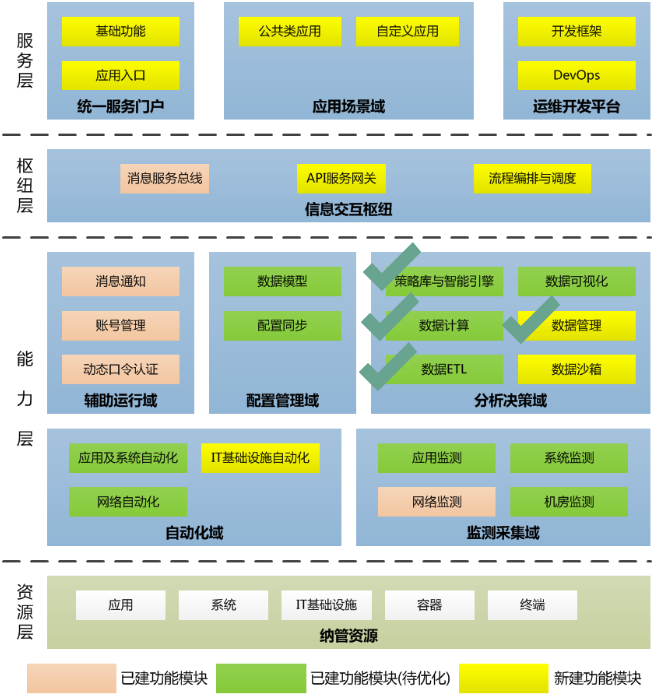 服务层
基础功能
应用入口
统一服务门户
公共类应用
自定义应用
应用场景域
开发框架
DevOps
运维开发平台
枢纽层
消息服务总线
API服务网关
流程编排与调度
信息交互枢纽
能力层
消息通知
账号管理
动态口令认证
辅助运行域
数据模型
配置同步
配置管理域
策略库与智能引擎
数据可视化
数据计算
数据管理
数据ETL
数据沙箱
分析决策域
应用及系统自动化
IT基础设施自动化
网络自动化
自动化域
应用监测
系统监测
网络监测
机房监测
监测采集域
资源层
应用
系统
IT基础设施
容器
终端
纳管资源
已建功能模块
已建功能模块(待优化)
新建功能模块